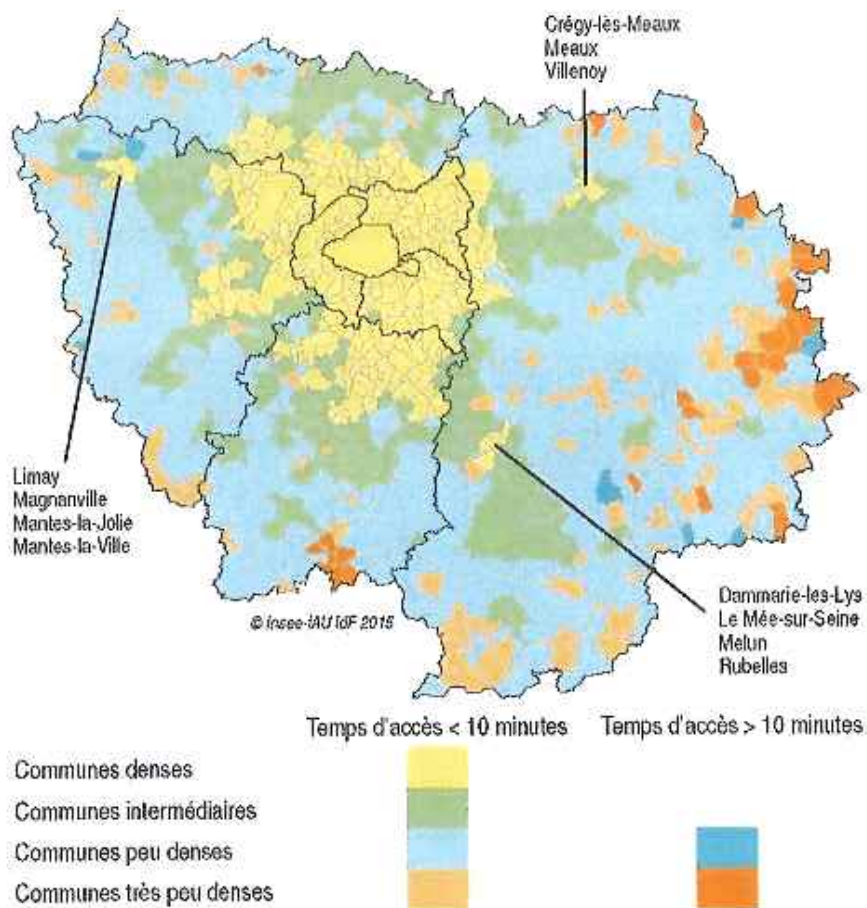 Crégy-lès-Meaux
Meaux
Villenoy
Limay
Magnanville
Mantes-la-Jolie
Mantes-la-Ville
Dammarie-les-Lys
Le Mée-sur-Seine
Melun
Rubelles
© Insee-IAU îdF 2015
Temps d'accès < 10 minutes
Temps d'accès > 10 minutes
Communes denses
Communes intermédiaires
Communes peu denses
Communes très peu denses